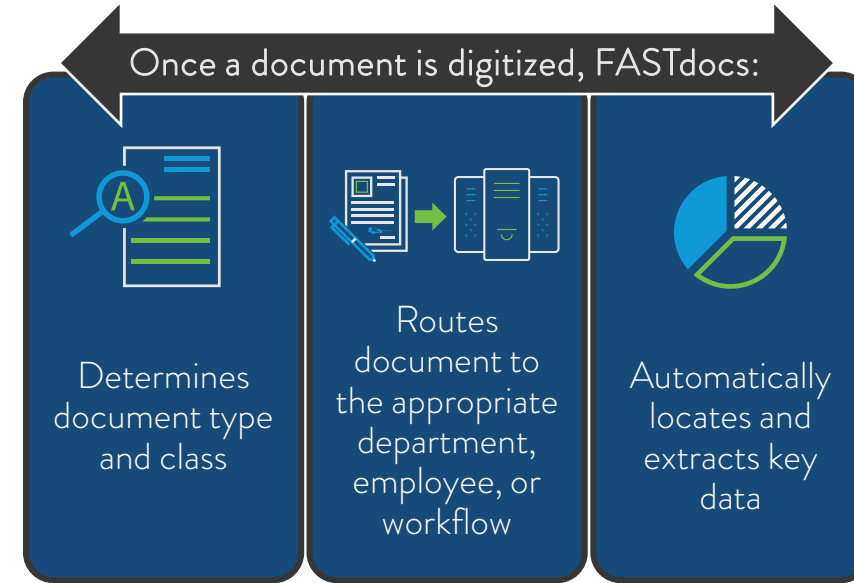 Once a document is digitized, FASTdocs:
A
Determines
document type
and class
Routes
document to
the appropriate
department,
employee, or
workflow
Automatically
locates and
extracts key
data